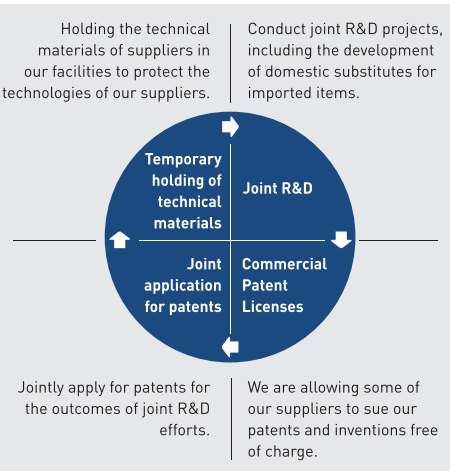 Holding the technical
materials of suppliers in
our facilities to protect the
technologies of our suppliers.
Conduct joint R&D projects,
including the development
of domestic substitutes for
imported items.
Temporary
holding of
technical
materials
Joint R&D
Joint
application
for patents
Commercial
Patent
Licenses
Jointly apply for patents for
the outcomes of joint R&D
efforts.
We are allowing some of
our suppliers to sue our
patents and inventions free
of charge.